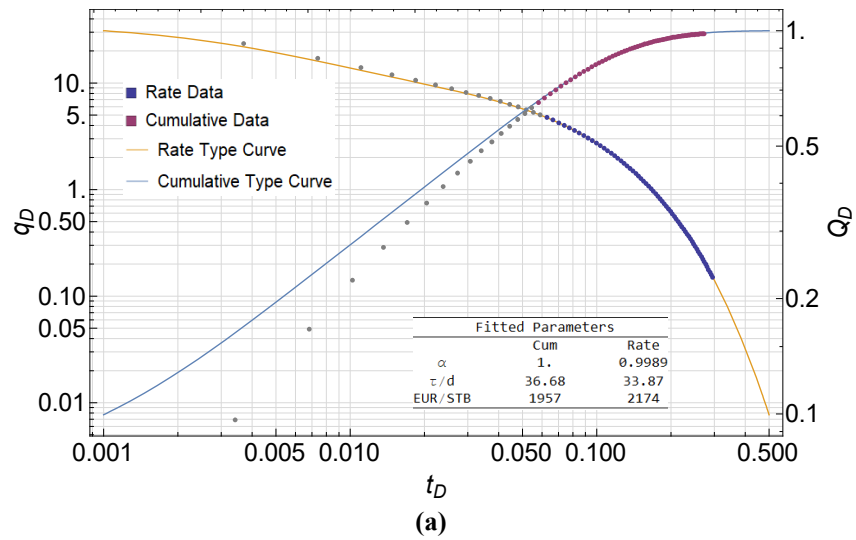 10.
5.
1.
0.50
0.10
0.05
0.01
q_D
1.
0.5
0.2
0.1
Q_D
Rate Data
Cumulative Data
Rate Type Curve
Cumulative Type Curve
Fitted Parameters
Cum Rate
α 1. 0.9989
τ/d 36.68 33.87
EUR/STB 1957 2174
0.001 0.005 0.010 0.050 0.100 0.500
t_D
(a)